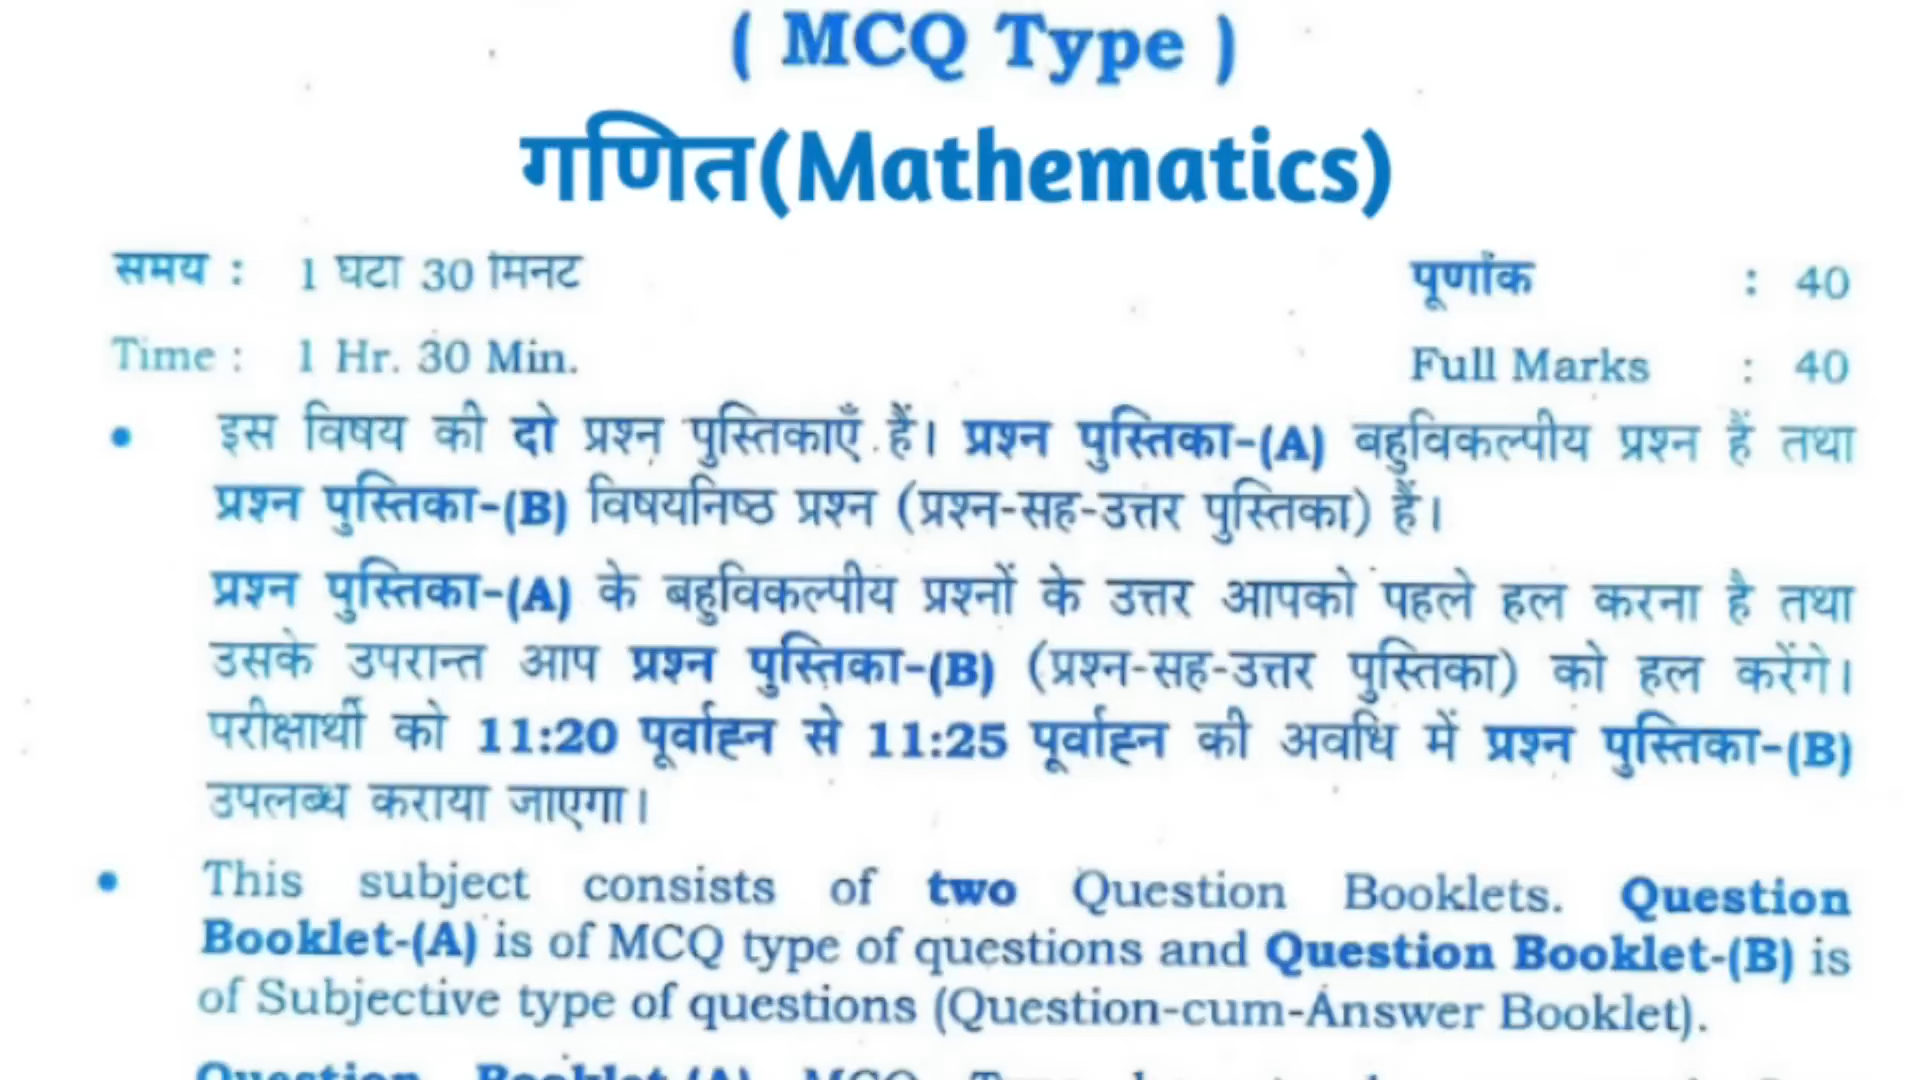 ( MCQ Type )
गणित(Mathematics)
समय : 1 घंटा 30 मिनट पूर्णांक : 40
Time : 1 Hr. 30 Min. Full Marks : 40
• इस विषय की दो प्रश्न पुस्तिकाएँ हैं। प्रश्न पुस्तिका-(A) बहुविकल्पीय प्रश्न हैं तथा
प्रश्न पुस्तिका-(B) विषयनिष्ठ प्रश्न (प्रश्न-सह-उत्तर पुस्तिका) हैं।
प्रश्न पुस्तिका-(A) के बहुविकल्पीय प्रश्नों के उत्तर आपको पहले हल करना है तथा
उसके उपरान्त आप प्रश्न पुस्तिका-(B) (प्रश्न-सह-उत्तर पुस्तिका) को हल करेंगे।
परीक्षार्थी को 11:20 पूर्वाह्न से 11:25 पूर्वाह्न की अवधि में प्रश्न पुस्तिका-(B)
उपलब्ध कराया जाएगा।
• This subject consists of two Question Booklets. Question
Booklet-(A) is of MCQ type of questions and Question Booklet-(B) is
of Subjective type of questions (Question-cum-Answer Booklet).
Question Booklet-(A) MCQ Type